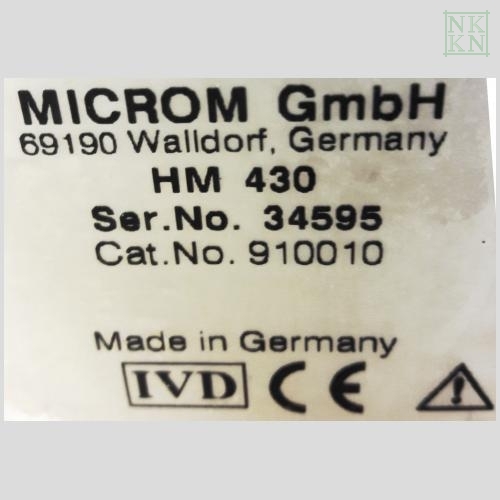 NK
KN
MICROM GmbH
69190 Walldorf, Germany
HM 430
Ser.No. 34595
Cat.No. 910010
Made in Germany
IVD CE